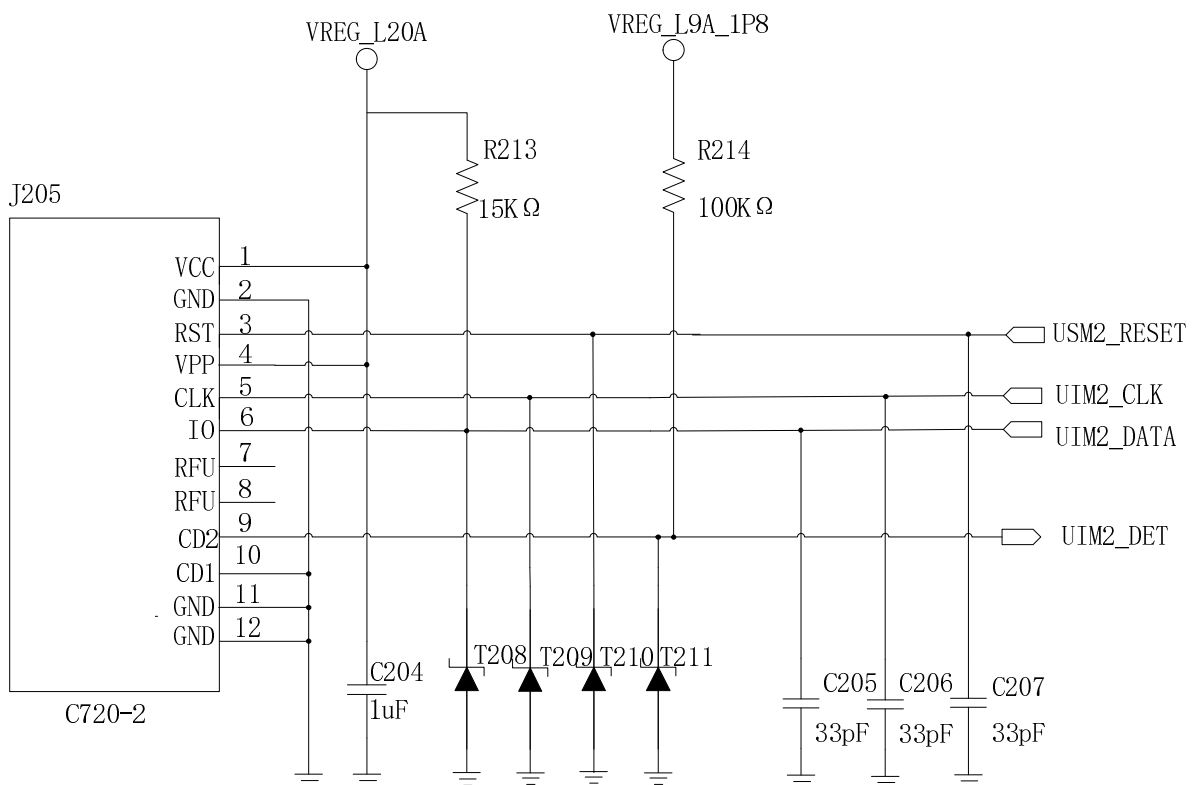 VREG_L20A
VREG_L9A_1P8
R213
15KΩ
R214
100KΩ
J205
VCC 1
GND 2
RST 3
VPP 4
CLK 5
IO 6
RFU 7
RFU 8
CD2 9
CD1 10
GND 11
GND 12
C720-2
USM2_RESET
UIM2_CLK
UIM2_DATA
UIM2_DET
C204
1uF
T208
T209
T210
T211
C205
33pF
C206
33pF
C207
33pF